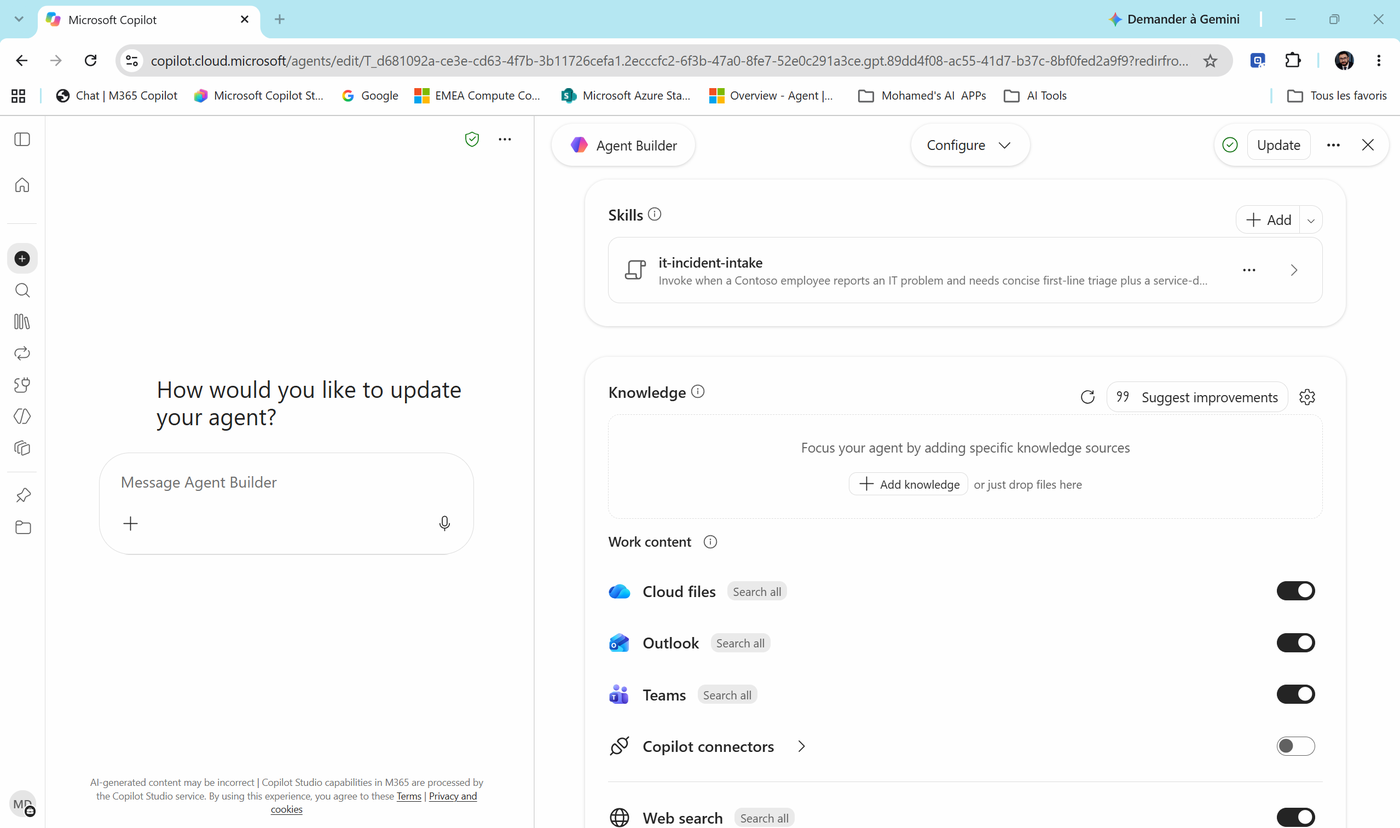 Microsoft Copilot
Demander à Gemini
copilot.cloud.microsoft/agents/edit/T_d681092a-ce3e-cd63-4f7b-3b11726cefa1.2ecccfc2-6f3b-47a0-8fe7-52e0c291a3ce.gpt.89dd4f08-ac55-41d7-b37c-8bf0fed2a9f9?redirfro...
Chat | M365 Copilot
Microsoft Copilot St...
Google
EMEA Compute Co...
Microsoft Azure Sta...
Overview - Agent |...
Mohamed's AI APPs
AI Tools
Tous les favoris
Agent Builder
Configure
Update
Skills
Add
it-incident-intake
Invoke when a Contoso employee reports an IT problem and needs concise first-line triage plus a service-d...
How would you like to update
your agent?
Message Agent Builder
Knowledge
Suggest improvements
Focus your agent by adding specific knowledge sources
Add knowledge or just drop files here
Work content
Cloud files Search all
Outlook Search all
Teams Search all
Copilot connectors
Web search Search all
AI-generated content may be incorrect | Copilot Studio capabilities in M365 are processed by
the Copilot Studio service. By using this experience, you agree to these Terms | Privacy and
cookies
MD